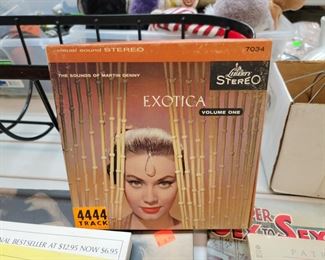 visual sound STEREO
7034
THE SOUNDS OF MARTIN DENNY
Liberty
STEREO
EXOTICA
VOLUME ONE
4444
TRACK
NAL BESTSELLER AT $12.95 NOW $6.95